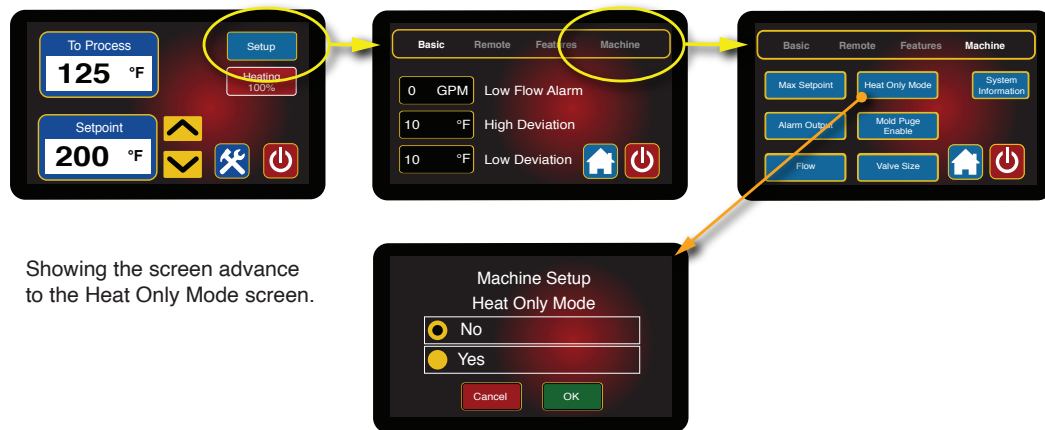 To Process
125 °F
Setup
Heating
100%
Setpoint
200 °F
Basic Remote Features Machine
0 GPM Low Flow Alarm
10 °F High Deviation
10 °F Low Deviation
Basic Remote Features Machine
Max Setpoint Heat Only Mode System
Information
Alarm Output Mold Puge
Enable
Flow Valve Size
Showing the screen advance
to the Heat Only Mode screen.
Machine Setup
Heat Only Mode
No
Yes
Cancel OK